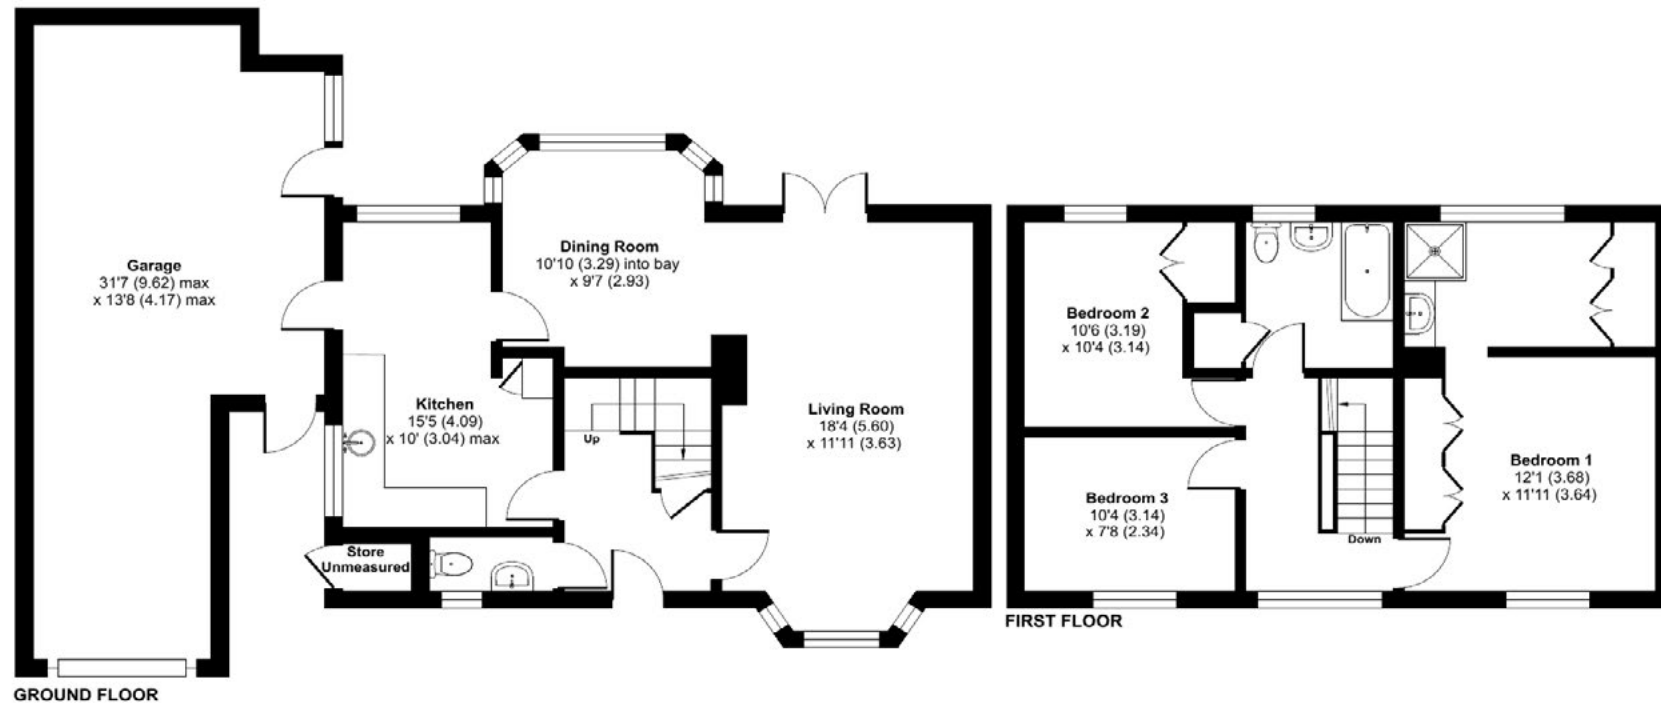 Garage
31'7 (9.62) max
x 13'8 (4.17) max
Dining Room
10'10 (3.29) into bay
x 9'7 (2.93)
Kitchen
15'5 (4.09)
x 10' (3.04) max
Up
Living Room
18'4 (5.60)
x 11'11 (3.63)
Store
Unmeasured
GROUND FLOOR
Bedroom 2
10'6 (3.19)
x 10'4 (3.14)
Bedroom 1
12'1 (3.68)
x 11'11 (3.64)
Bedroom 3
10'4 (3.14)
x 7'8 (2.34)
Down
FIRST FLOOR